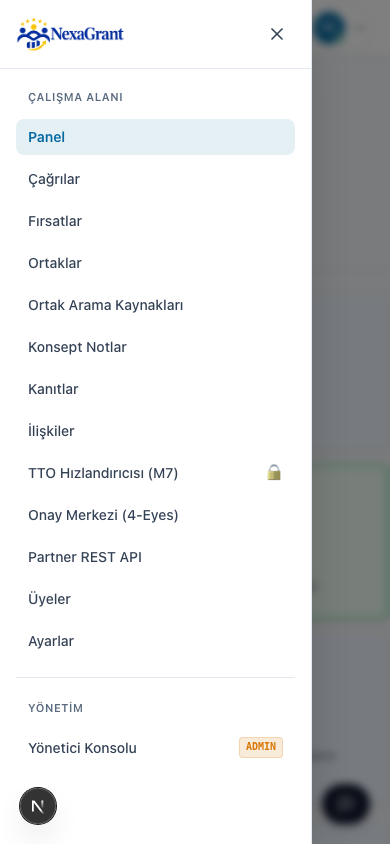 NexaGrant
ÇALIŞMA ALANI
Panel
Çağrılar
Fırsatlar
Ortaklar
Ortak Arama Kaynakları
Konsept Notlar
Kanıtlar
İlişkiler
TTO Hızlandırıcısı (M7)
Onay Merkezi (4-Eyes)
Partner REST API
Üyeler
Ayarlar
YÖNETİM
Yönetici Konsolu ADMIN
N